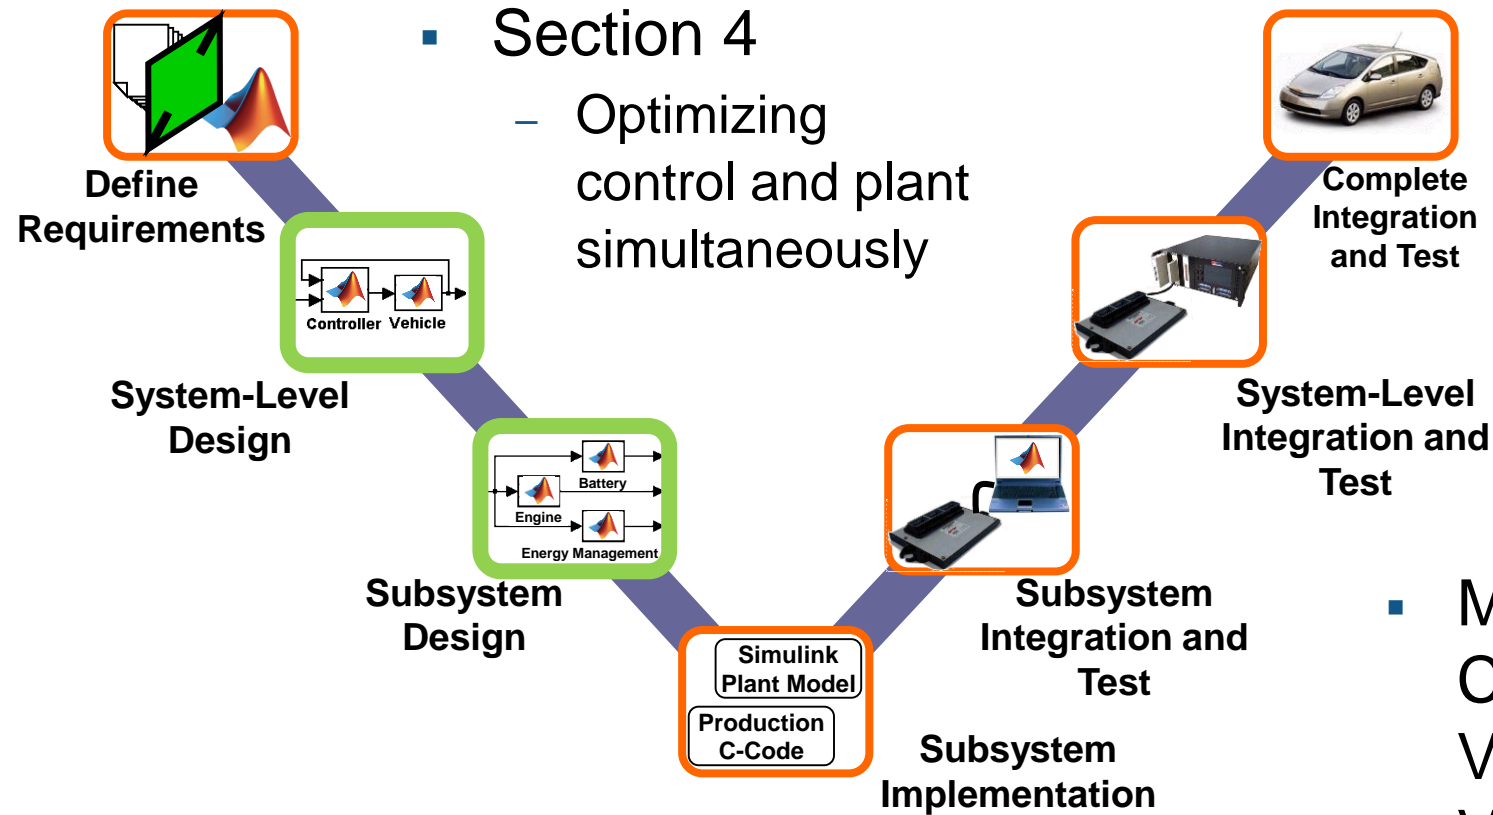 Section 4
– Optimizing
control and plant
simultaneously
Define
Requirements
Controller Vehicle
System-Level
Design
Battery
Engine
Energy Management
Subsystem
Design
Simulink
Plant Model
Production
C-Code
Subsystem
Implementation
Subsystem
Integration and
Test
System-Level
Integration and
Test
Complete
Integration
and Test